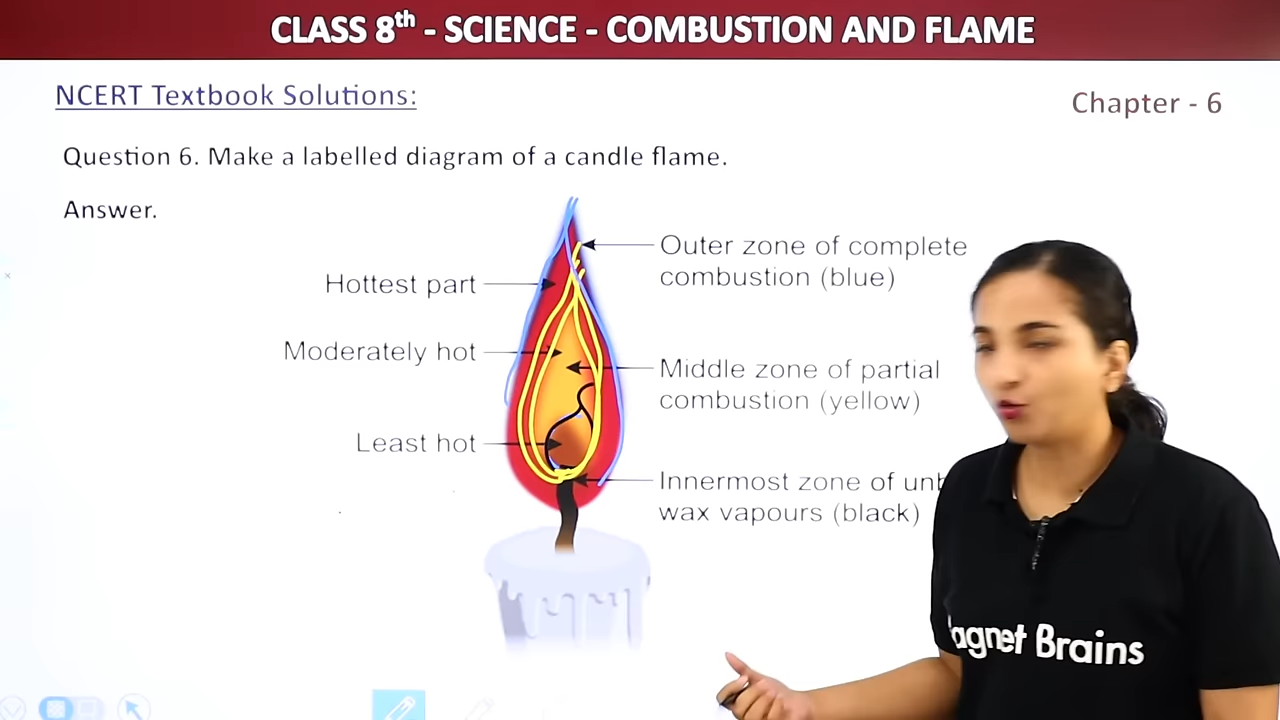 CLASS 8th - SCIENCE - COMBUSTION AND FLAME
NCERT Textbook Solutions:
Chapter - 6
Question 6. Make a labelled diagram of a candle flame.
Answer.
Outer zone of complete
combustion (blue)
Hottest part
Moderately hot
Middle zone of partial
combustion (yellow)
Least hot
Innermost zone of
wax vapours (black)
Brains